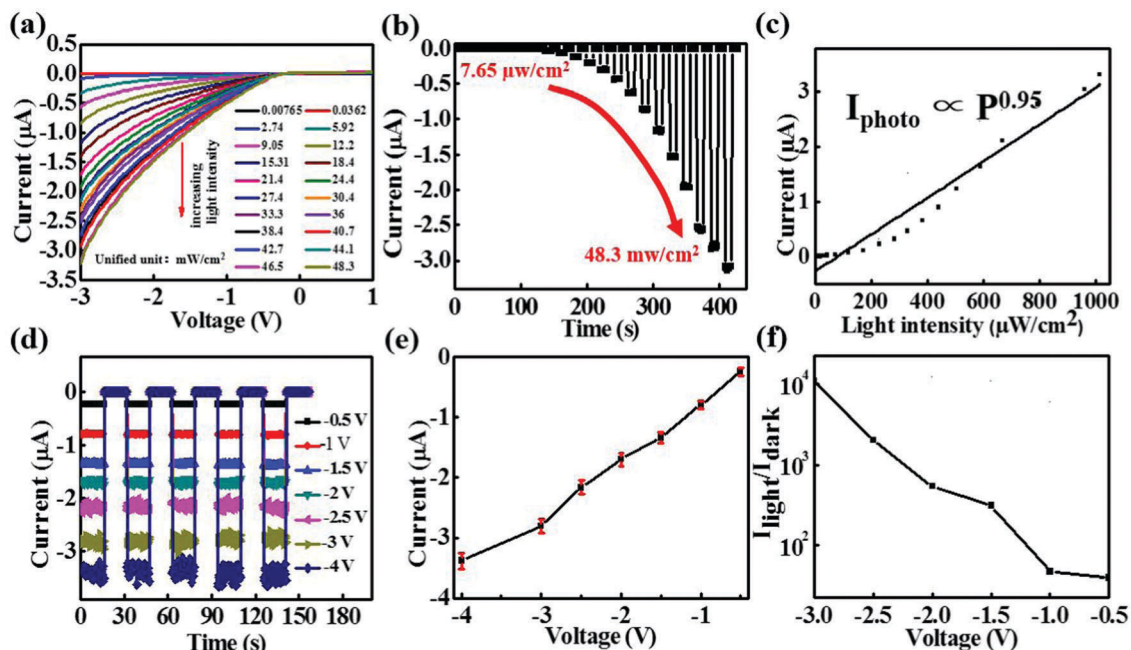 (a)
0.5
0.0
-0.5
-1.0
-1.5
-2.0
-2.5
-3.0
-3.5
Current (μA)
0.00765 0.0362
2.74 5.92
9.05 12.2
15.31 18.4
21.4 24.4
27.4 30.4
33.3 36
38.4 40.7
42.7 44.1
46.5 48.3
increasing
light intensity
Unified unit: mW/cm²
-3 -2 -1 0 1
Voltage (V)
(b)
0.0
-0.5
-1.0
-1.5
-2.0
-2.5
-3.0
Current (μA)
7.65 μw/cm²
48.3 mw/cm²
0 100 200 300 400
Time (s)
(c)
3
2
1
0
Current (μA)
I photo ∝ P^0.95
0 200 400 600 800 1000
Light intensity (μW/cm²)
(d)
0
-1
-2
-3
Current (μA)
-0.5 V
-1 V
-1.5 V
-2 V
-2.5 V
-3 V
-4 V
0 30 60 90 120 150 180
Time (s)
(e)
0
-1
-2
-3
-4
Current (μA)
-4 -3 -2 -1
Voltage (V)
(f)
10⁴
10³
10²
I light/I dark
-3.0 -2.5 -2.0 -1.5 -1.0 -0.5
Voltage (V)